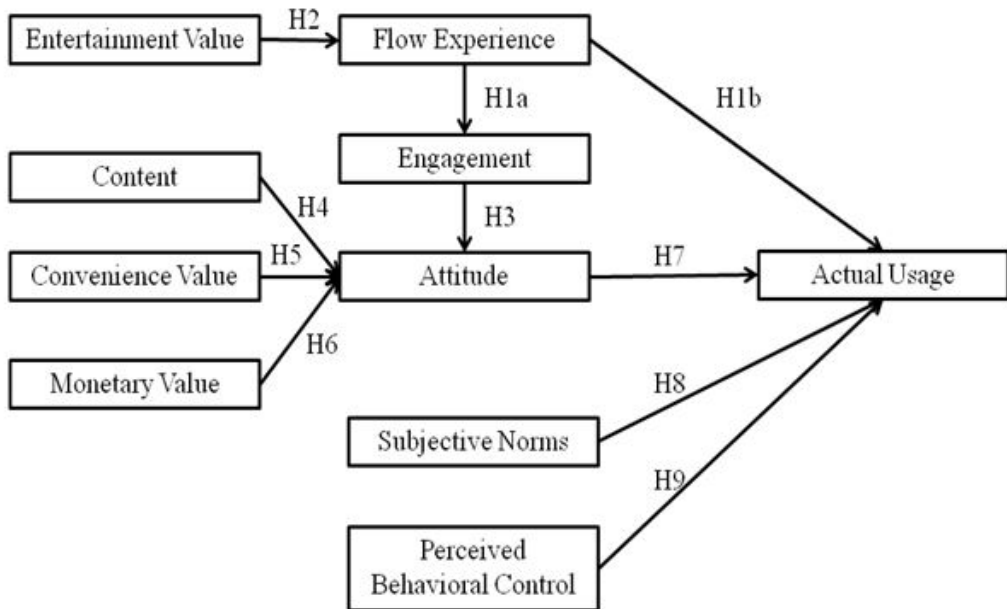 Entertainment Value
H2
Flow Experience
H1a
H1b
Engagement
Content
H4
H3
Convenience Value
H5
Attitude
H7
Actual Usage
H6
Monetary Value
H8
Subjective Norms
H9
Perceived
Behavioral Control